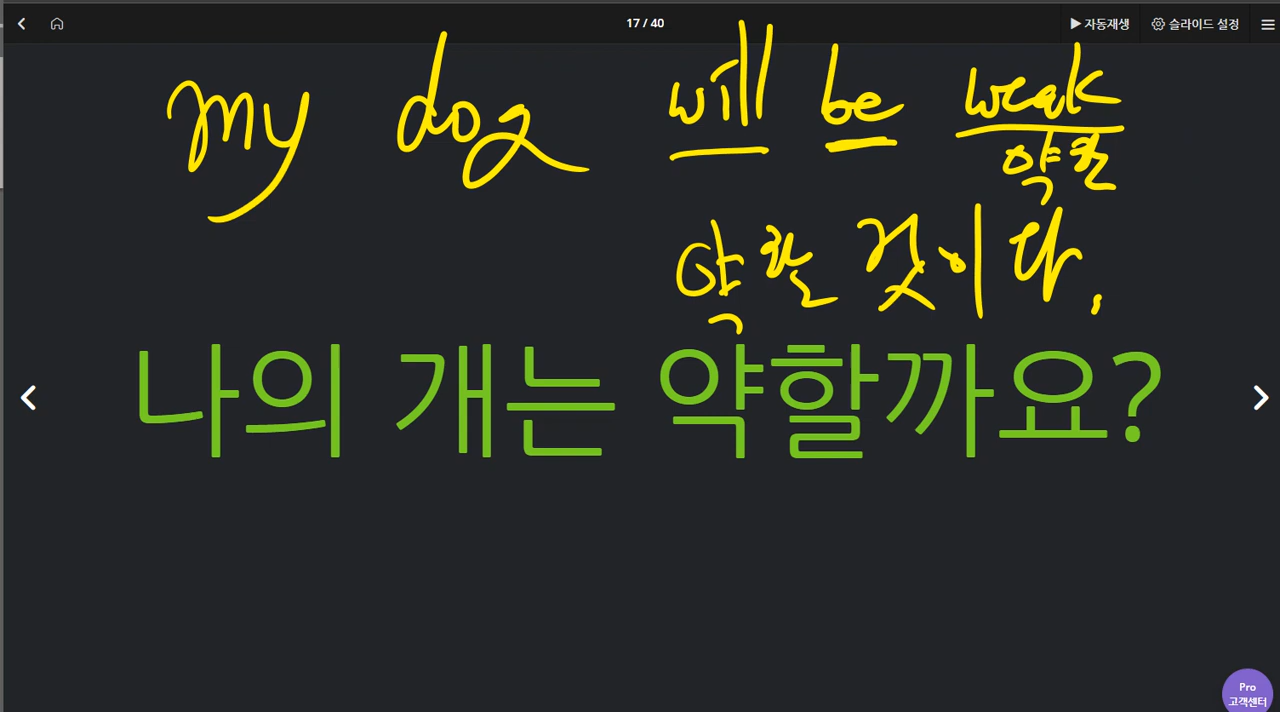 17 / 40
자동재생
슬라이드 설정
my dog will be weak
약할
약할 것이다.
나의 개는 약할까요?
Pro
고객센터